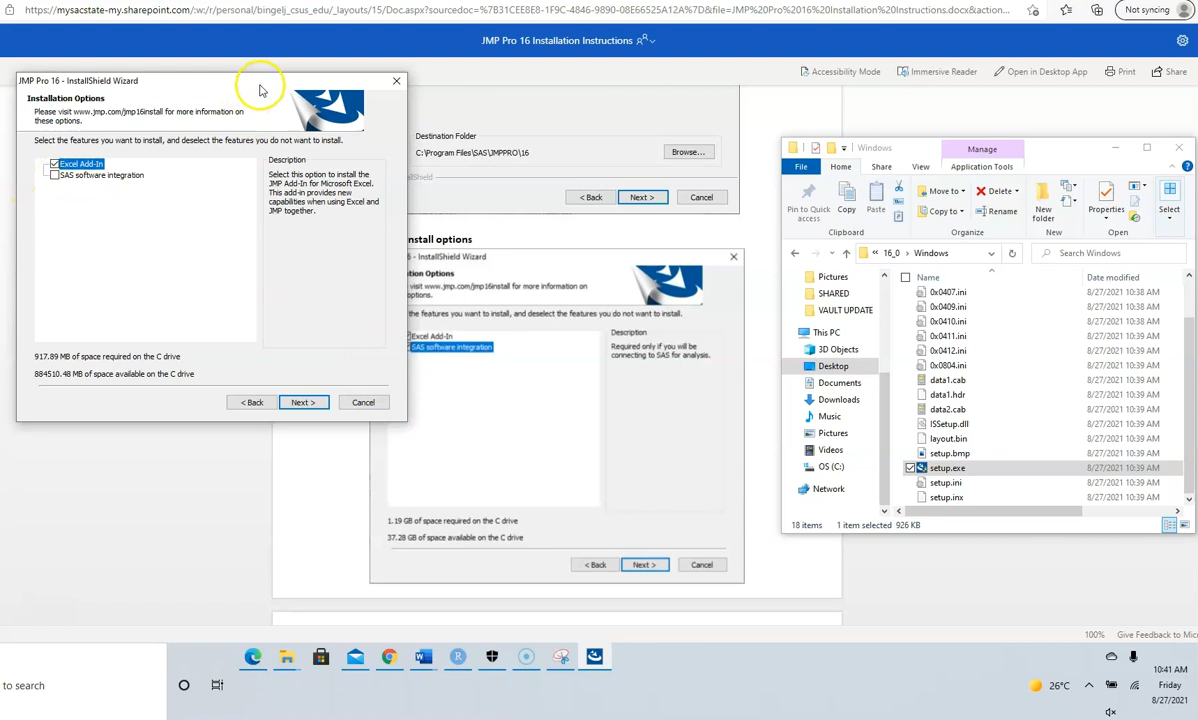 https://mysacstate-my.sharepoint.com/:w:/r/personal/bingelj_csus_edu/_layouts/15/Doc.aspx?sourcedoc=%7B31CEE8E8-1F9C-4846-9890-08E66525A12A%7D&file=JMP%20Pro%2016%20Installation%20Instructions.docx&action...
Not syncing
JMP Pro 16 Installation Instructions
Accessibility Mode
Immersive Reader
Open in Desktop App
Print
Share
JMP Pro 16 - InstallShield Wizard
Installation Options
Please visit www.jmp.com/jmp16install for more information on
these options.
Select the features you want to install, and deselect the features you do not want to install.
Excel Add-In
SAS software integration
Description
Select this option to install the
JMP Add-In for Microsoft Excel.
This add-in provides new
capabilities when using Excel and
JMP together.
917.89 MB of space required on the C drive
884510.48 MB of space available on the C drive
< Back
Next >
Cancel
Destination Folder
C:\Program Files\SAS\JMPPRO\16
Browse...
allShield
< Back
Next >
Cancel
nstall options
16 - InstallShield Wizard
tion Options
visit www.jmp.com/jmp16install for more information on
ptions.
the features you want to install, and deselect the features you do not want to install.
Excel Add-In
SAS software integration
Description
Required only if you will be
connecting to SAS for analysis.
1.19 GB of space required on the C drive
37.28 GB of space available on the C drive
< Back
Next >
Cancel
Windows
Manage
File
Home
Share
View
Application Tools
Pin to Quick
access
Copy
Paste
Clipboard
Move to
Copy to
Delete
Rename
Organize
New
folder
New
Properties
Open
Select
« 16_0 > Windows
Search Windows
Pictures
SHARED
VAULT UPDATE
This PC
3D Objects
Desktop
Documents
Downloads
Music
Pictures
Videos
OS (C:)
Network
Name Date modified
0x0407.ini 8/27/2021 10:38 AM
0x0409.ini 8/27/2021 10:38 AM
0x0410.ini 8/27/2021 10:38 AM
0x0411.ini 8/27/2021 10:39 AM
0x0412.ini 8/27/2021 10:39 AM
0x0804.ini 8/27/2021 10:39 AM
data1.cab 8/27/2021 10:39 AM
data1.hdr 8/27/2021 10:39 AM
data2.cab 8/27/2021 10:39 AM
ISSetup.dll 8/27/2021 10:39 AM
layout.bin 8/27/2021 10:39 AM
setup.bmp 8/27/2021 10:39 AM
setup.exe 8/27/2021 10:39 AM
setup.ini 8/27/2021 10:39 AM
setup.inx 8/27/2021 10:39 AM
18 items 1 item selected 926 KB
100% Give Feedback to Micr
to search
26°C
10:41 AM
Friday
8/27/2021